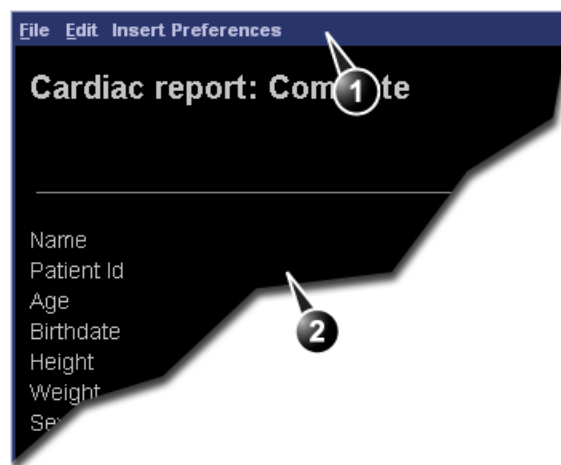 File Edit Insert Preferences
Cardiac report: Com te
1
Name
Patient Id
Age
2
Birthdate
Height
Weight